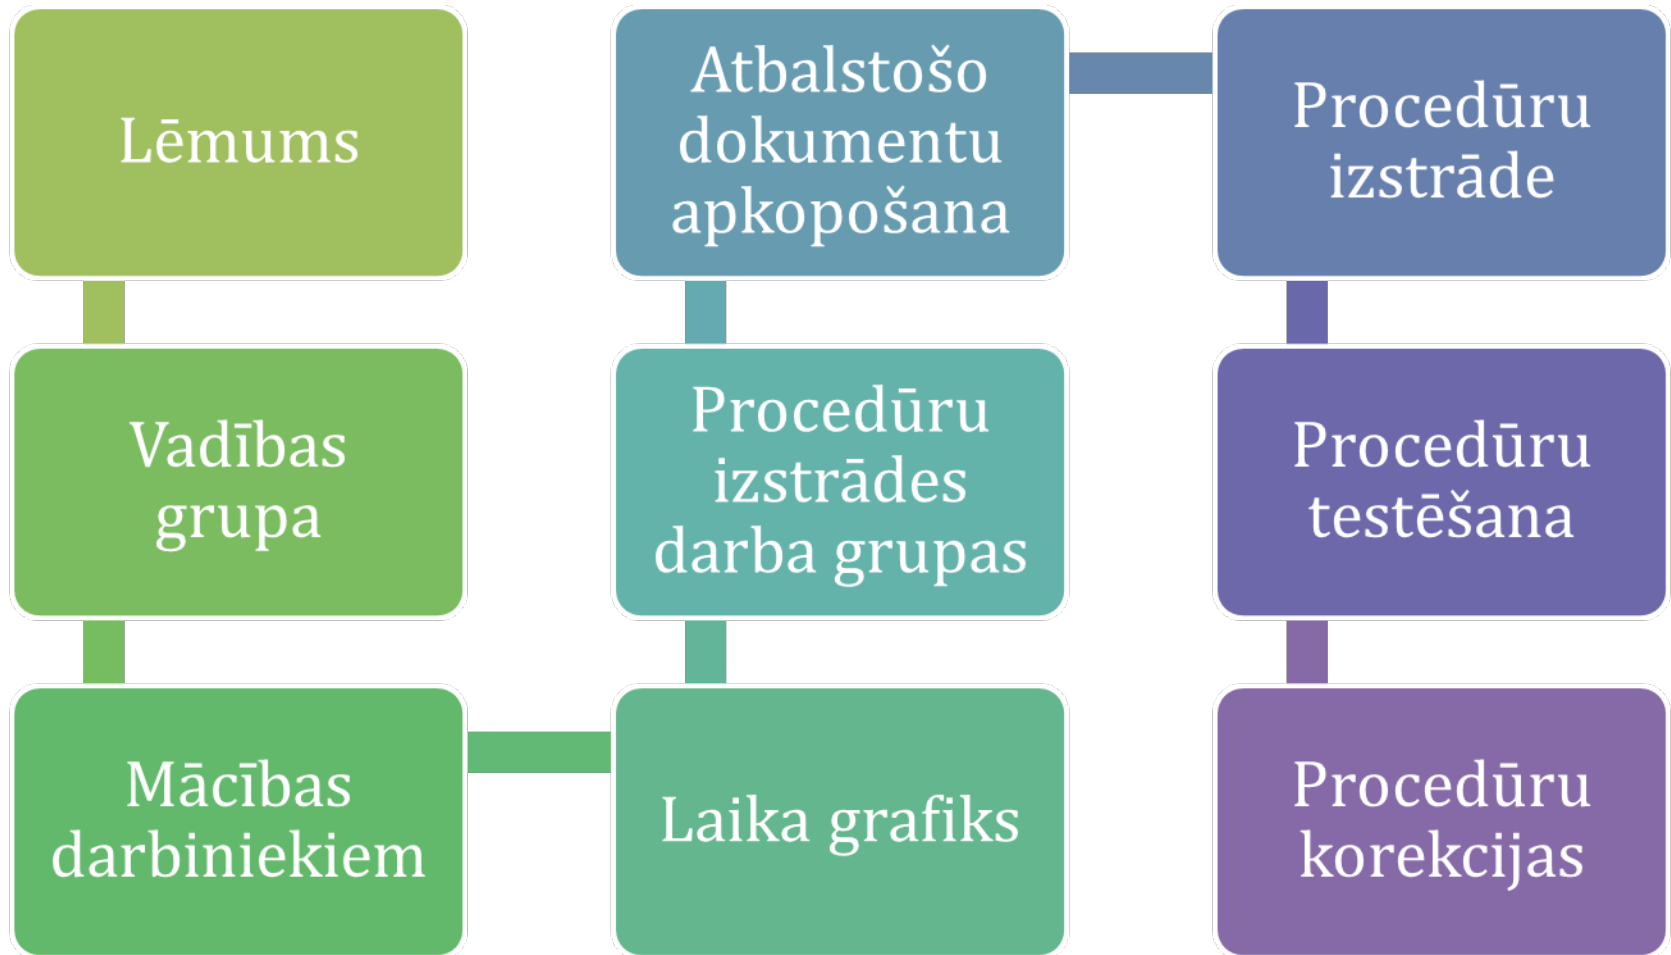 Lēmums
Vadības
grupa
Mācības
darbiniekiem
Laika grafiks
Procedūru
izstrādes
darba grupas
Atbalstošo
dokumentu
apkopošana
Procedūru
izstrāde
Procedūru
testēšana
Procedūru
korekcijas